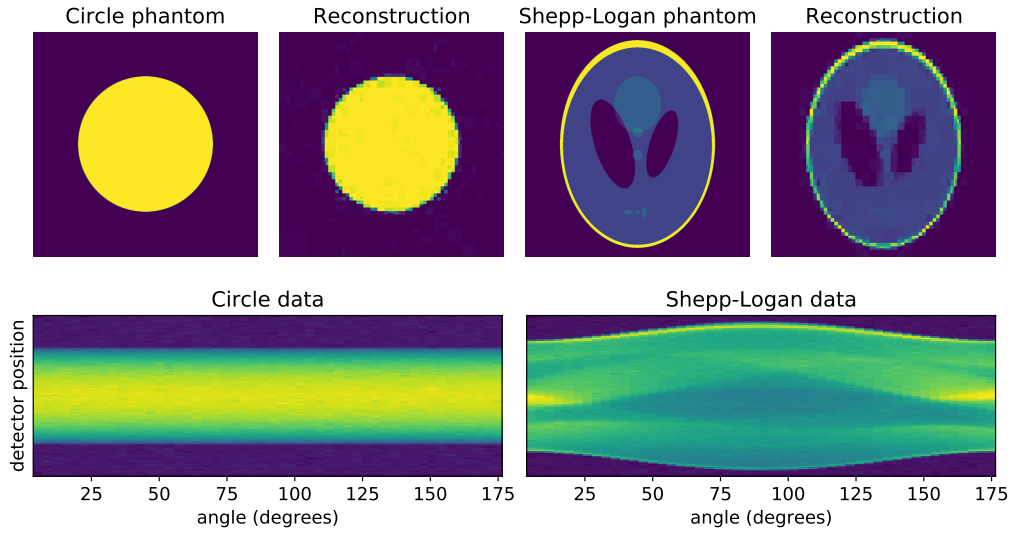 Circle phantom
Reconstruction
Shepp-Logan phantom
Reconstruction
Circle data
Shepp-Logan data
detector position
25 50 75 100 125 150 175
25 50 75 100 125 150 175
angle (degrees)
angle (degrees)